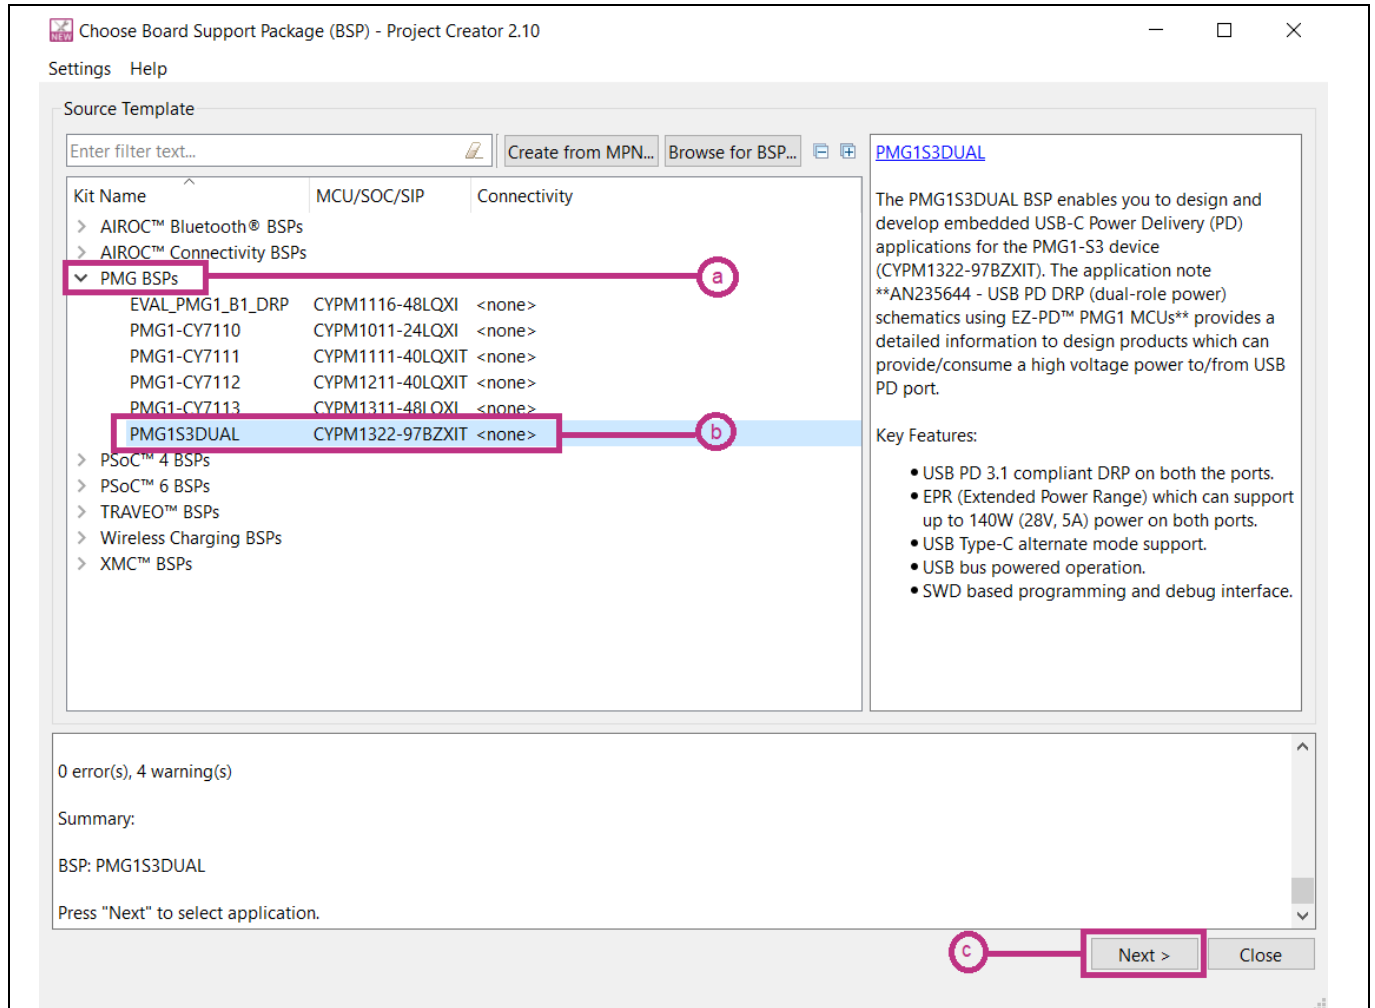 NEW Choose Board Support Package (BSP) - Project Creator 2.10
Settings Help
Source Template
Enter filter text... Create from MPN... Browse for BSP...
Kit Name MCU/SOC/SIP Connectivity
AIROC™ Bluetooth® BSPs
AIROC™ Connectivity BSPs
PMG BSPs
a
EVAL_PMG1_B1_DRP CYPM1116-48LQXI <none>
PMG1-CY7110 CYPM1011-24LQXI <none>
PMG1-CY7111 CYPM1111-40LQXIT <none>
PMG1-CY7112 CYPM1211-40LQXIT <none>
PMG1-CY7113 CYPM1311-48LQXI <none>
PMG1S3DUAL CYPM1322-97BZXIT <none>
b
PSoC™ 4 BSPs
PSoC™ 6 BSPs
TRAVEO™ BSPs
Wireless Charging BSPs
XMC™ BSPs
PMG1S3DUAL
The PMG1S3DUAL BSP enables you to design and
develop embedded USB-C Power Delivery (PD)
applications for the PMG1-S3 device
(CYPM1322-97BZXIT). The application note
**AN235644 - USB PD DRP (dual-role power)
schematics using EZ-PD™ PMG1 MCUs** provides a
detailed information to design products which can
provide/consume a high voltage power to/from USB
PD port.
Key Features:
• USB PD 3.1 compliant DRP on both the ports.
• EPR (Extended Power Range) which can support
up to 140W (28V, 5A) power on both ports.
• USB Type-C alternate mode support.
• USB bus powered operation.
• SWD based programming and debug interface.
0 error(s), 4 warning(s)
Summary:
BSP: PMG1S3DUAL
Press "Next" to select application.
c
Next > Close